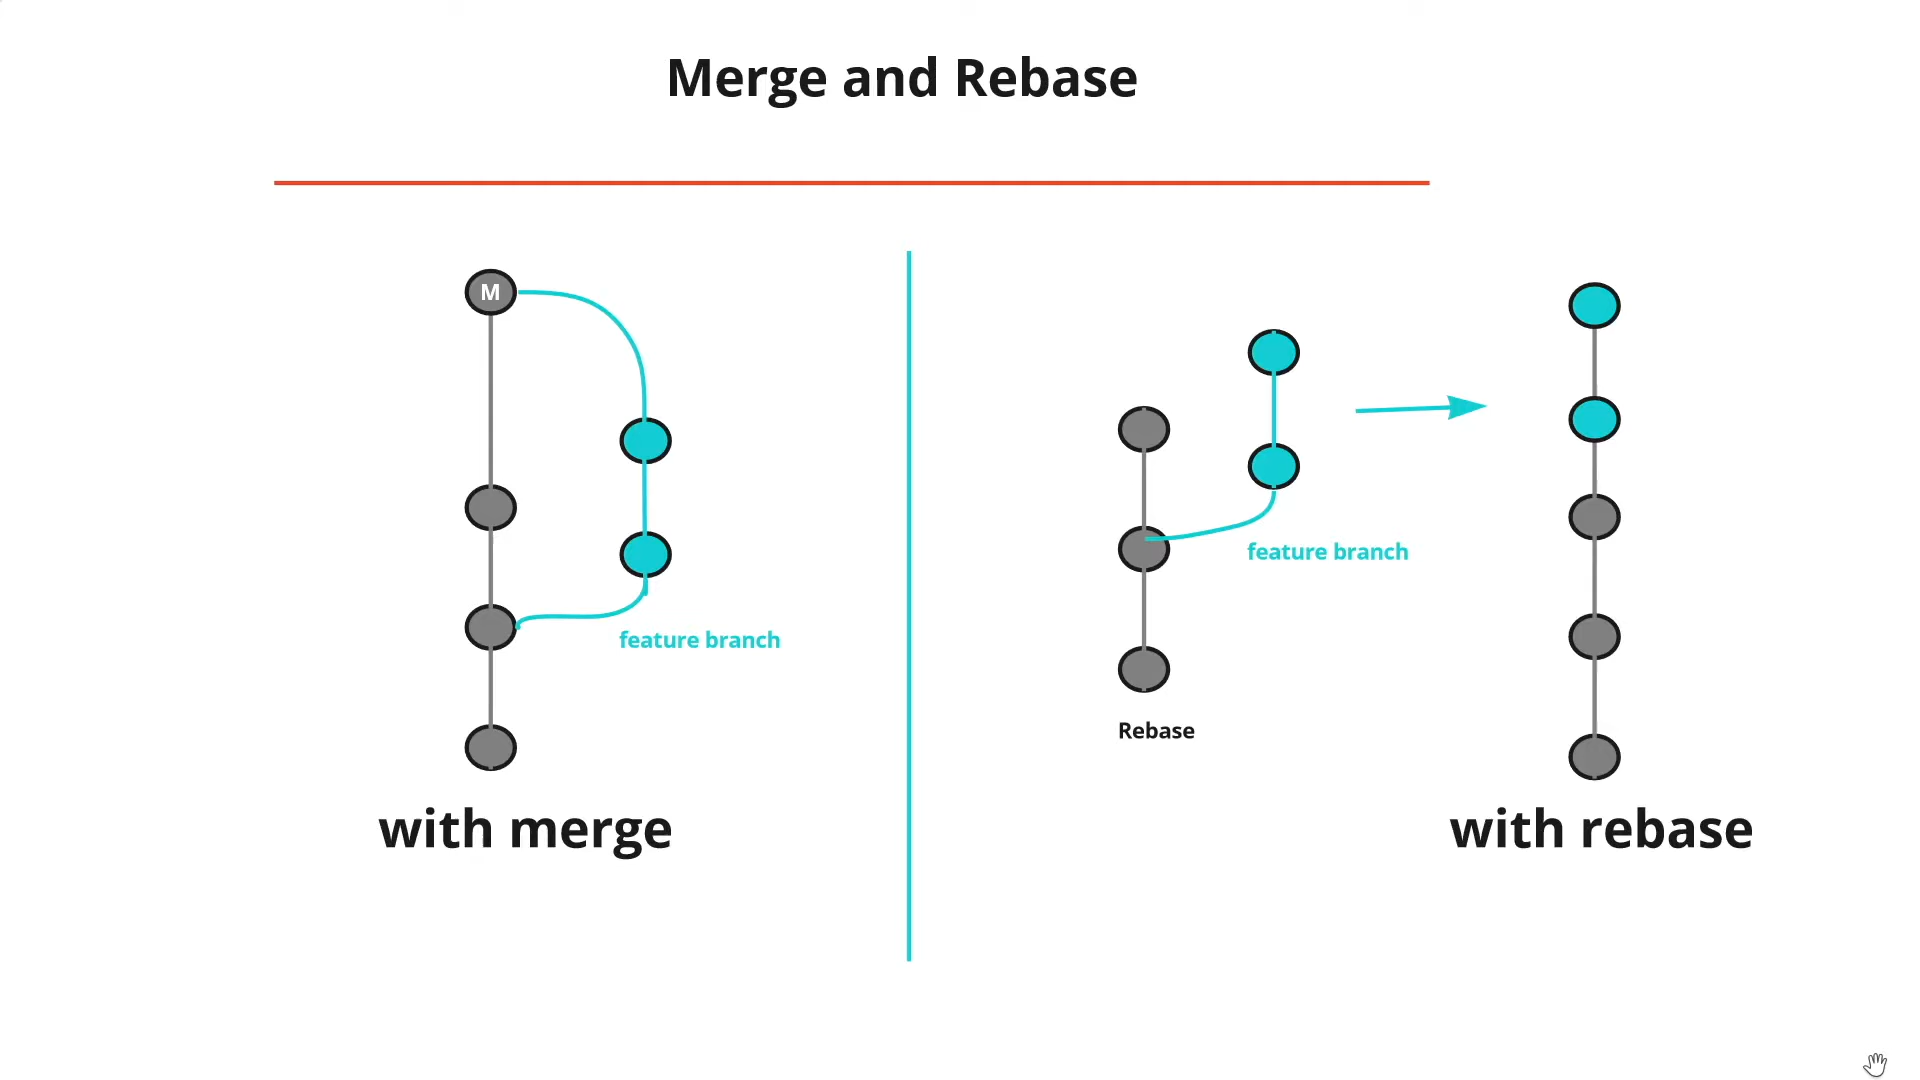 Merge and Rebase
M
feature branch
with merge
feature branch
Rebase
with rebase